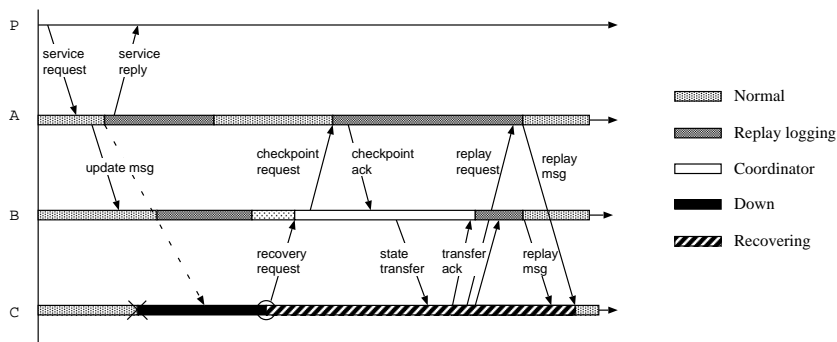 P
service
request
service
reply
A
update msg
checkpoint
request
checkpoint
ack
replay
request
replay
msg
B
recovery
request
state
transfer
transfer
ack
replay
msg
C
Normal
Replay logging
Coordinator
Down
Recovering